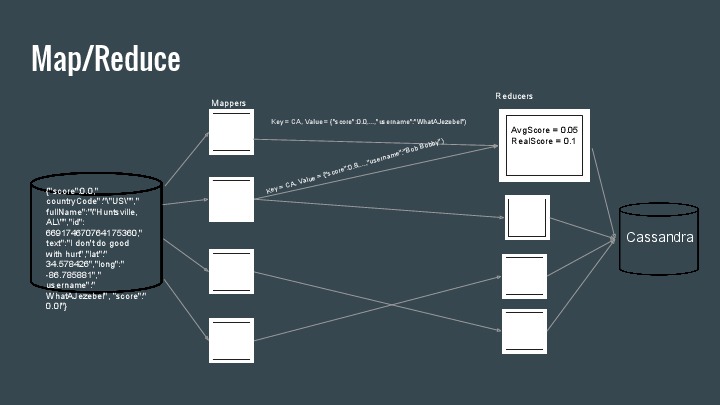 Map/Reduce
Mappers
Reducers
Key = CA, Value = {"score":0.0,...,"username":"WhatAJezebel"}
Key = CA, Value = {"score":0.9,...,"username":"Bob Bobby"}
AvgScore = 0.05
RealScore = 0.1
{"score":0.0,"
countryCode":"\"US\"","
fullName":"\"Huntsville,
AL\"","id":
669174670764175360,"
text":"I don't do good
with hurt","lat":"
34.578426","long":"
-86.785881","
username":"
WhatAJezebel", "score":"
0.0"}
Cassandra